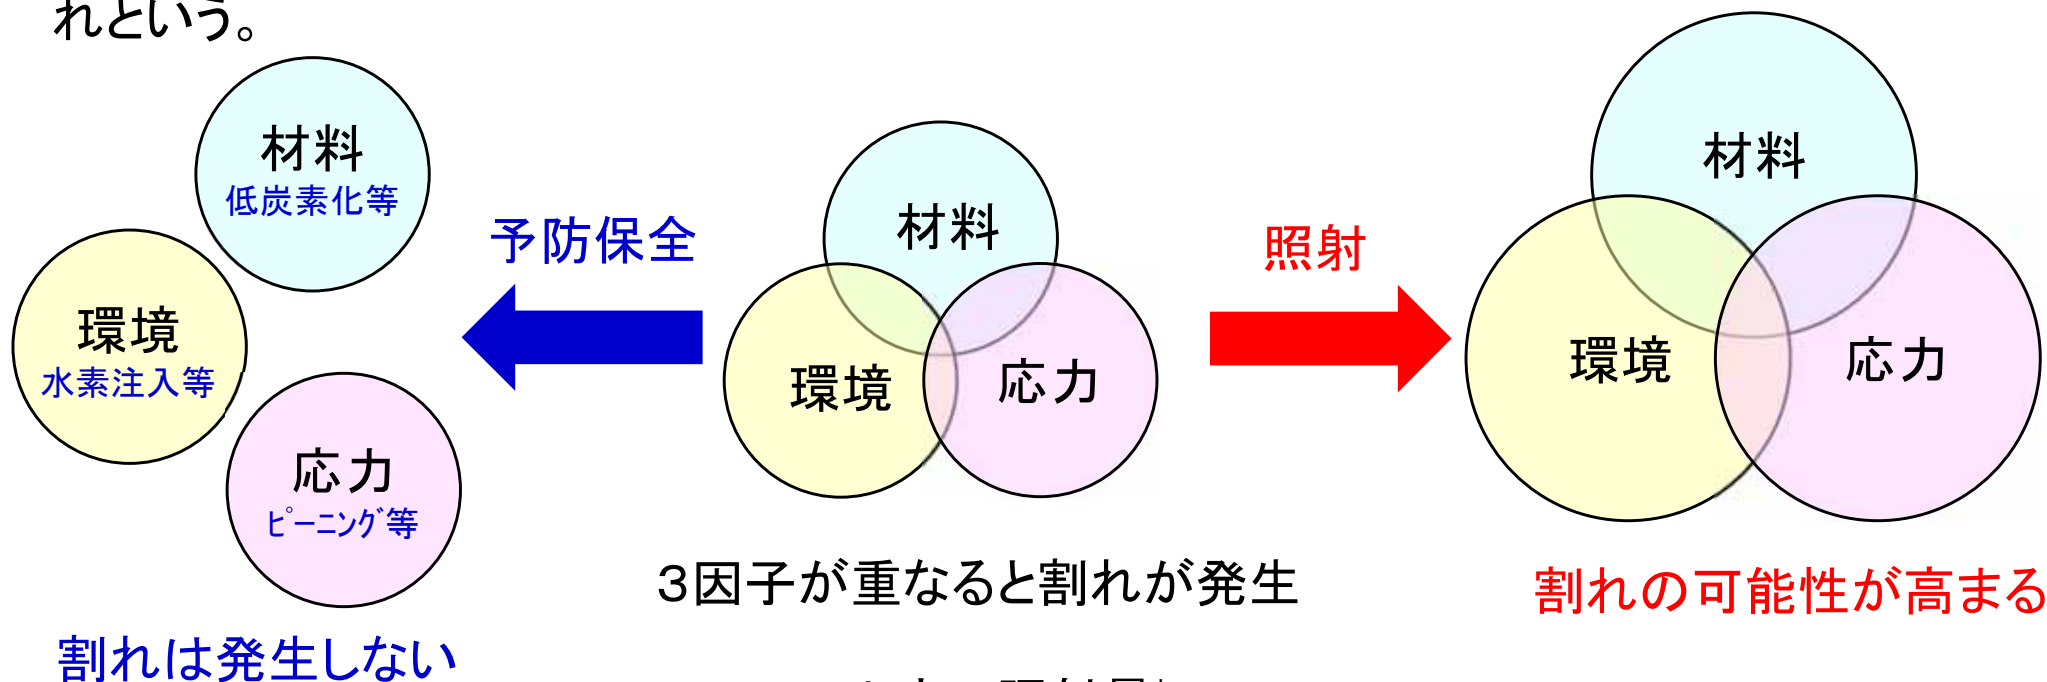 れという。
材料
低炭素化等
環境
水素注入等
応力
ﾋﾟｰﾆﾝｸﾞ等
割れは発生しない
予防保全
材料
環境
応力
３因子が重なると割れが発生
照射
材料
環境
応力
割れの可能性が高まる